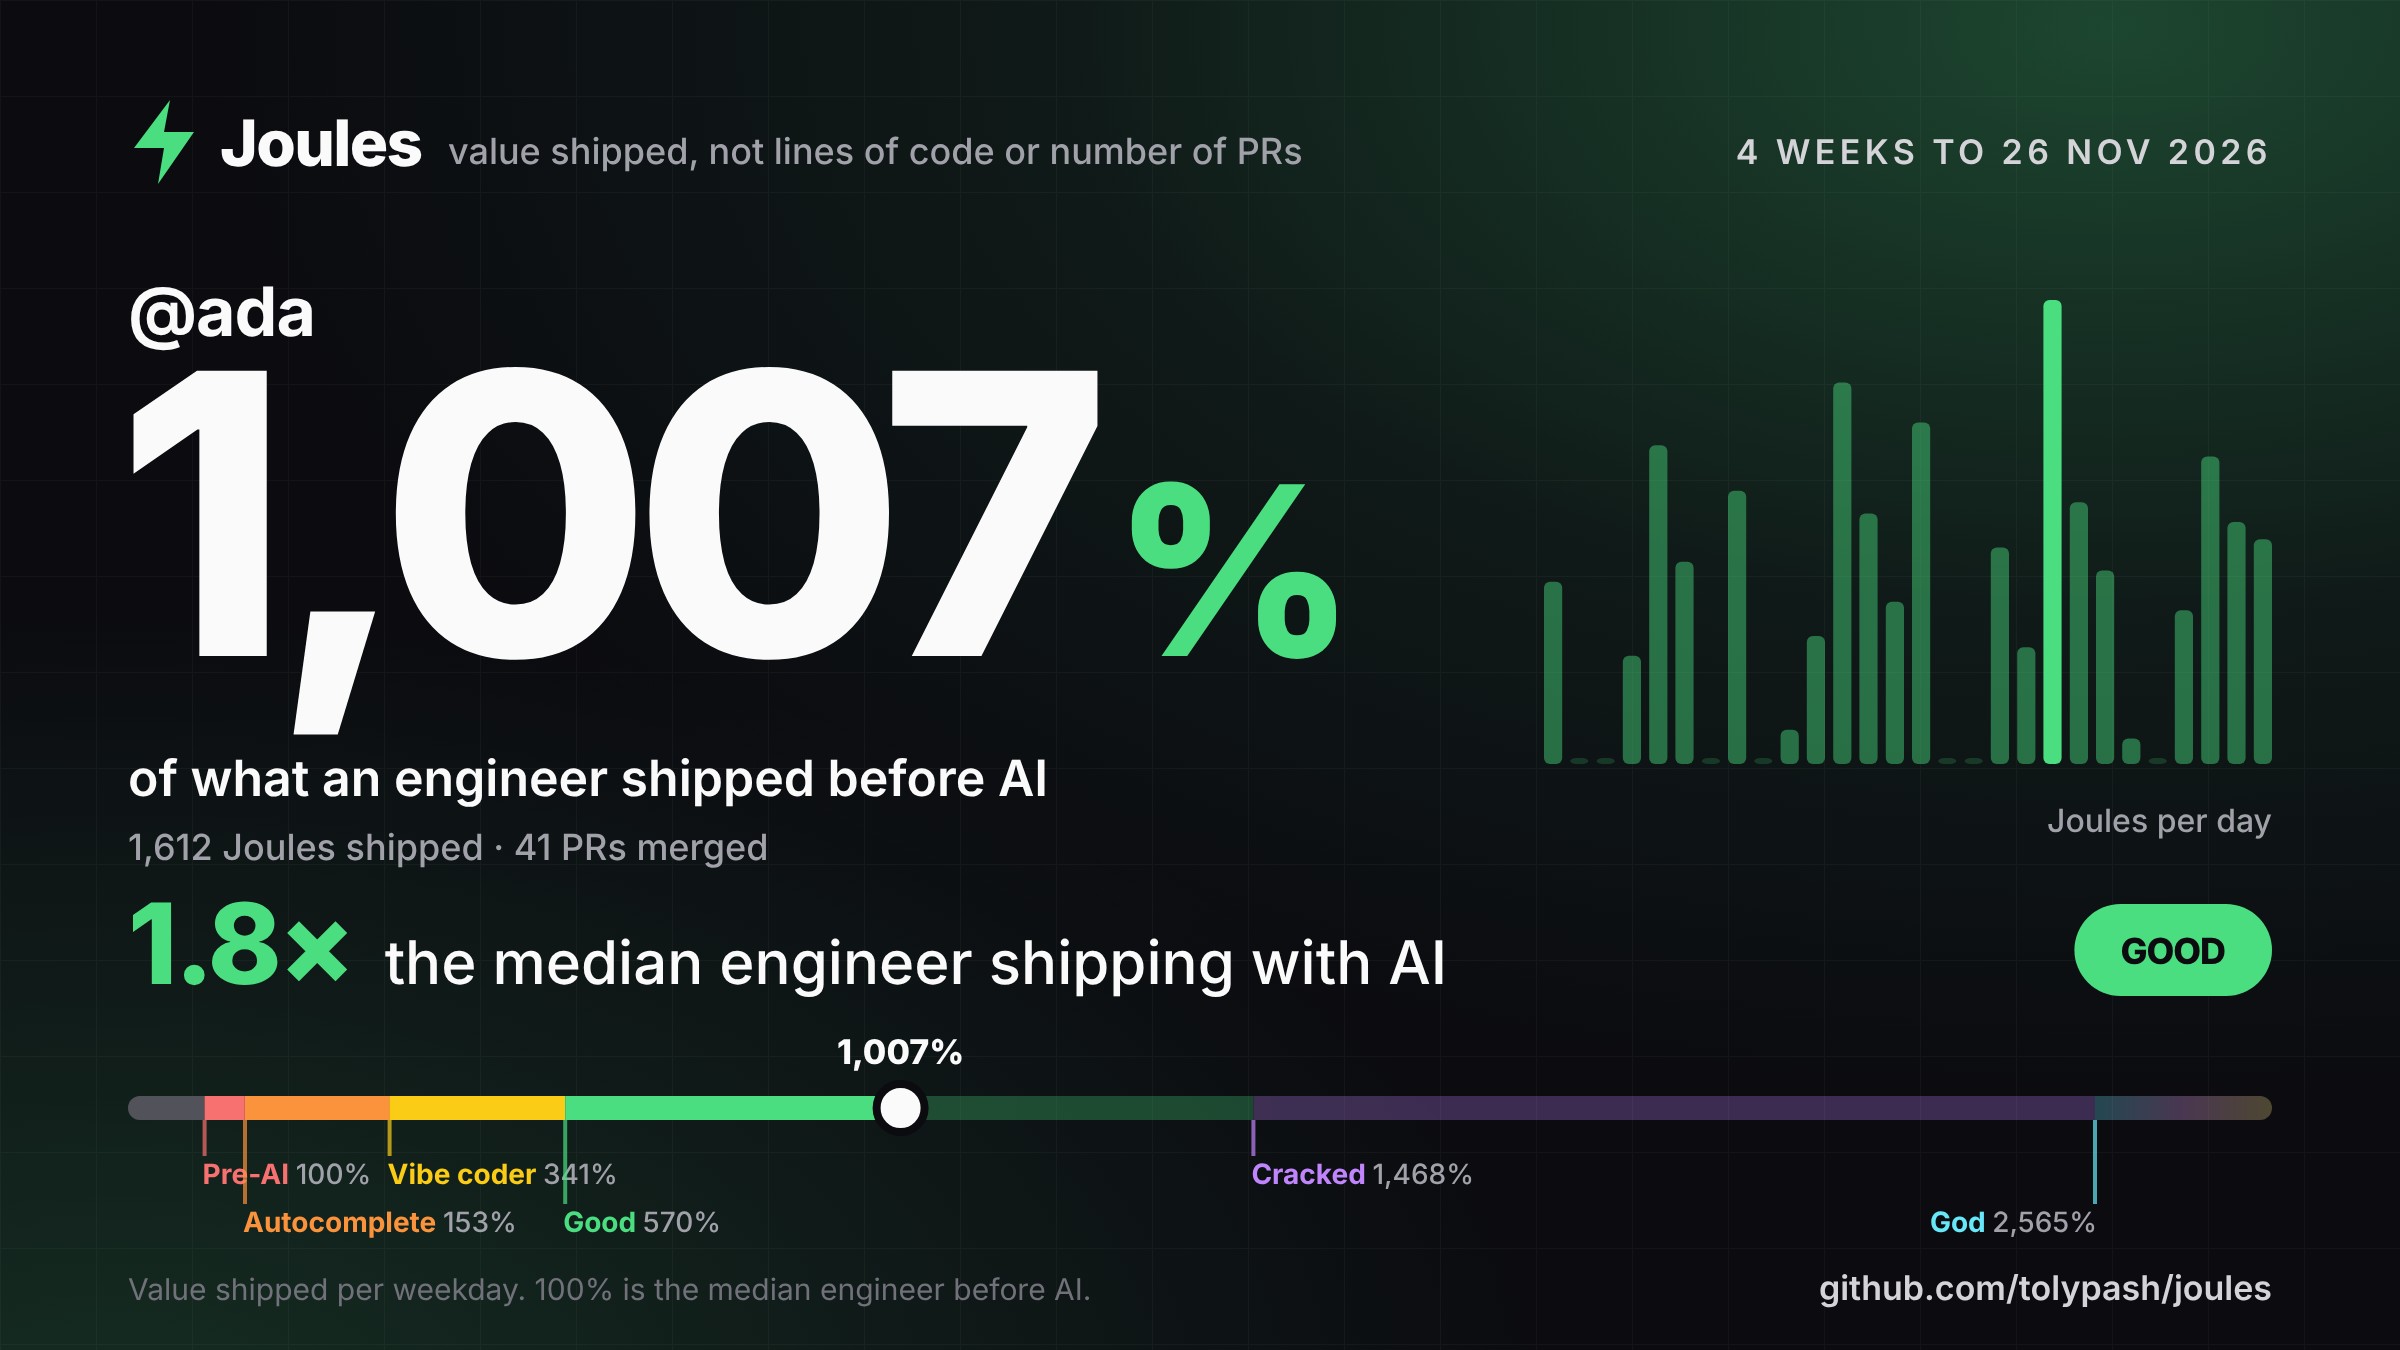 Joules value shipped, not lines of code or number of PRs
4 WEEKS TO 26 NOV 2026
@ada
1,007%
of what an engineer shipped before AI
1,612 Joules shipped · 41 PRs merged
Joules per day
1.8× the median engineer shipping with AI
GOOD
1,007%
Pre-AI 100% Vibe coder 341% Cracked 1,468%
Autocomplete 153% Good 570% God 2,565%
Value shipped per weekday. 100% is the median engineer before AI.
github.com/tolypash/joules